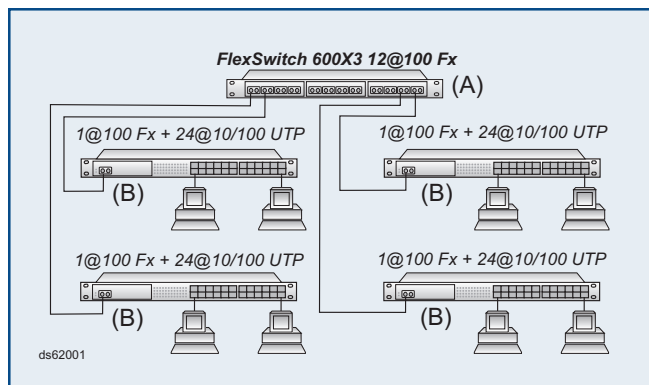 FlexSwitch 600X3 12@100 Fx
(A)
1@100 Fx + 24@10/100 UTP
(B)
1@100 Fx + 24@10/100 UTP
(B)
1@100 Fx + 24@10/100 UTP
(B)
1@100 Fx + 24@10/100 UTP
(B)
ds62001